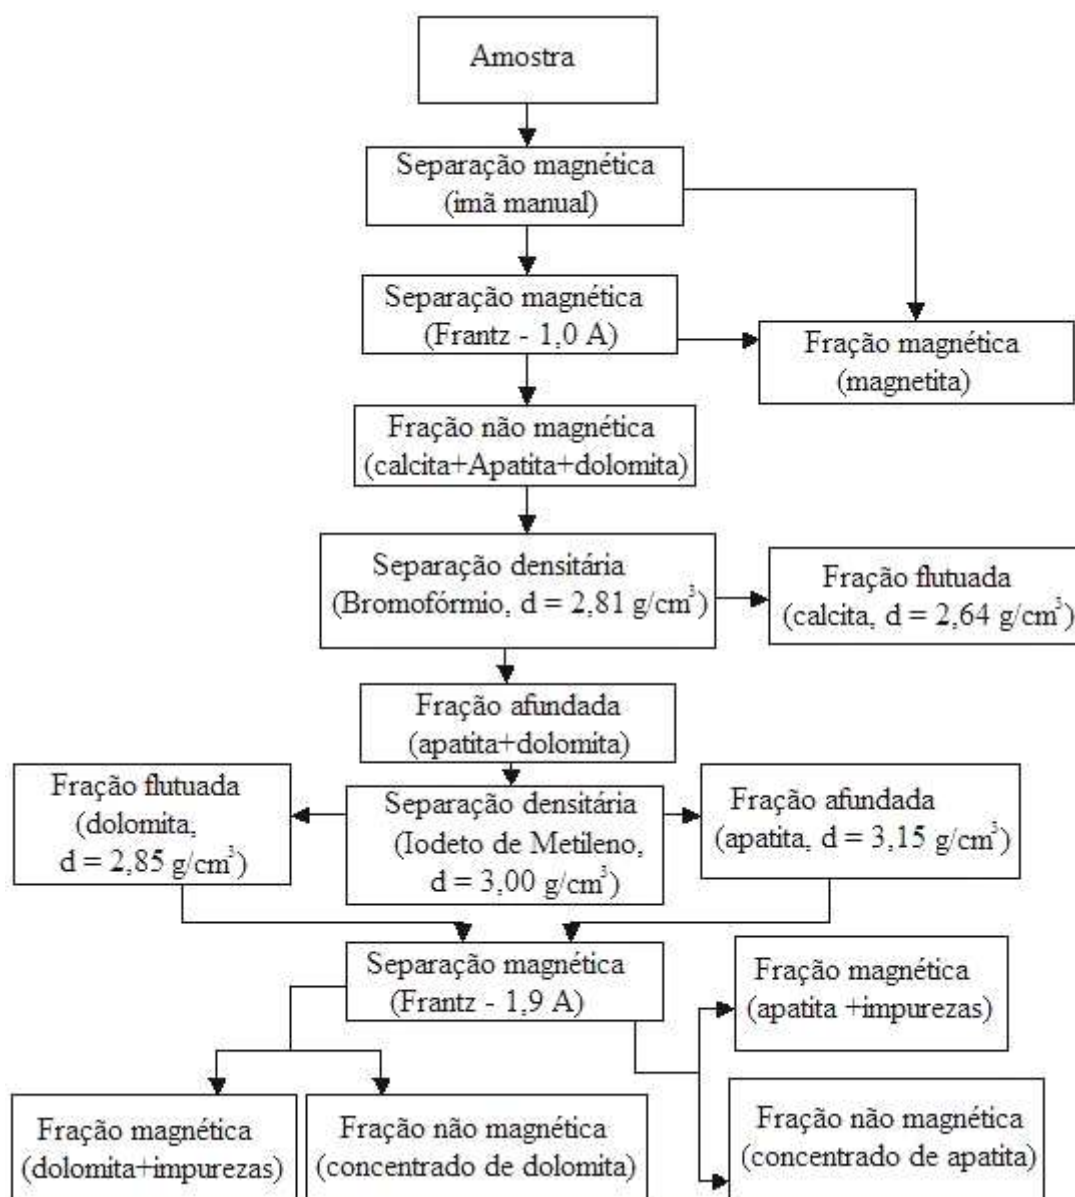 Amostra
Separação magnética
(imã manual)
Separação magnética
(Frantz - 1,0 A)
Fração magnética
(magnetita)
Fração não magnética
(calcita+Apatita+dolomita)
Separação densitária
(Bromofórmio, d = 2,81 g/cm³)
Fração flutuada
(calcita, d = 2,64 g/cm³)
Fração afundada
(apatita+dolomita)
Fração flutuada
(dolomita,
d = 2,85 g/cm³)
Separação densitária
(Iodeto de Metileno,
d = 3,00 g/cm³)
Fração afundada
(apatita, d = 3,15 g/cm³)
Separação magnética
(Frantz - 1,9 A)
Fração magnética
(apatita +impurezas)
Fração magnética
(dolomita+impurezas)
Fração não magnética
(concentrado de dolomita)
Fração não magnética
(concentrado de apatita)